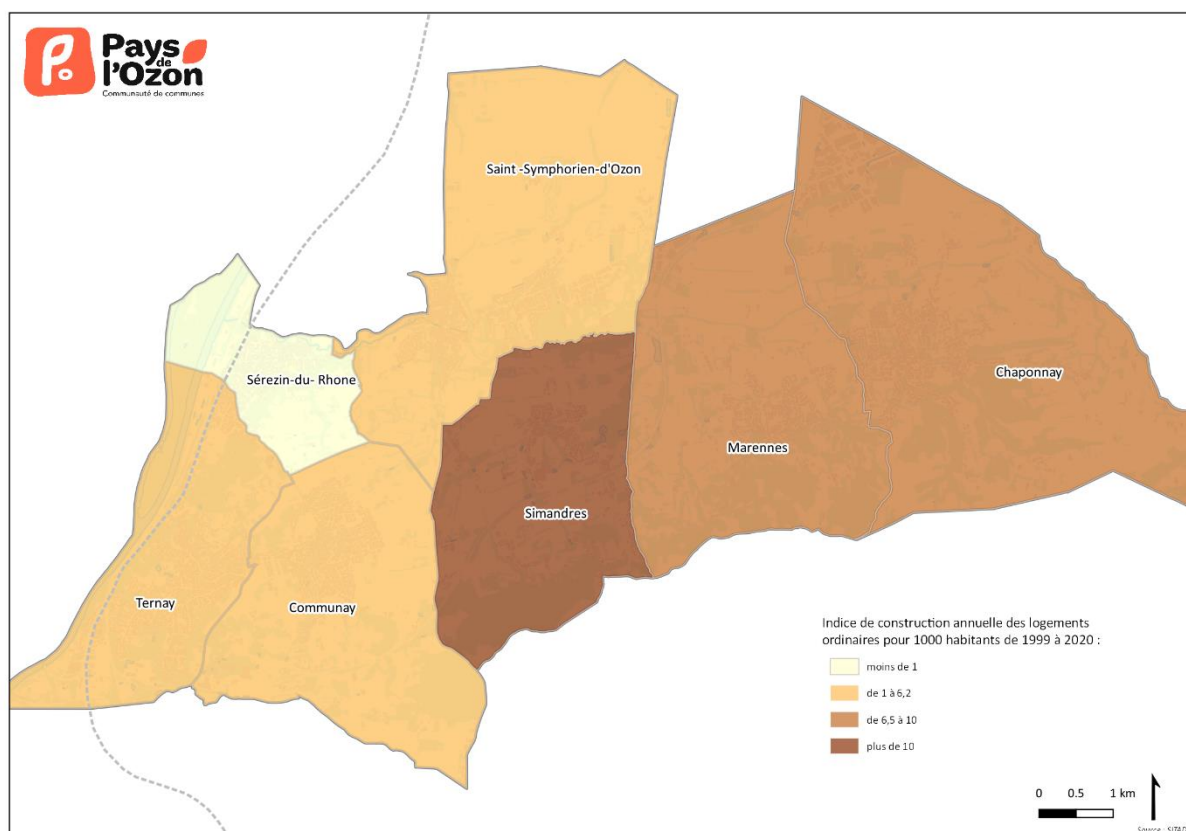 Pays
de
l'Ozon
Communauté de communes
Saint -Symphorien-d'Ozon
Sérezin-du- Rhone
Chaponnay
Marennes
Simandres
Ternay
Communay
Indice de construction annuelle des logements
ordinaires pour 1000 habitants de 1999 à 2020 :
moins de 1
de 1 à 6,2
de 6,5 à 10
plus de 10
0 0.5 1 km
Source :